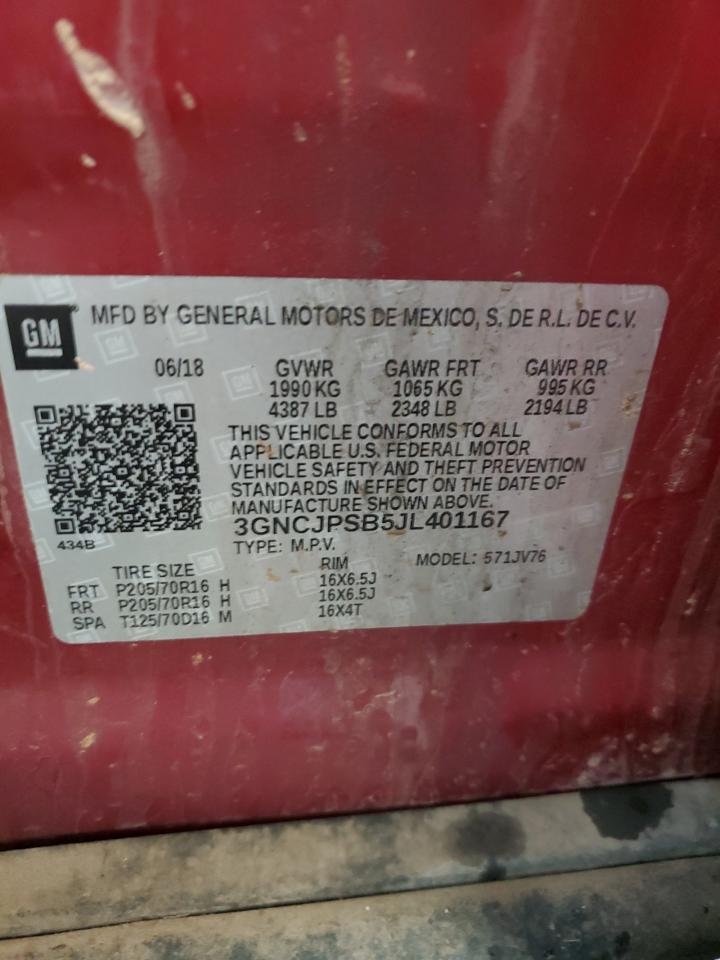 GM
MFD BY GENERAL MOTORS DE MEXICO, S. DE R.L. DE C.V.
06/18 GVWR GAWR FRT GAWR RR
1990 KG 1065 KG 995 KG
4387 LB 2348 LB 2194 LB
THIS VEHICLE CONFORMS TO ALL
APPLICABLE U.S. FEDERAL MOTOR
VEHICLE SAFETY AND THEFT PREVENTION
STANDARDS IN EFFECT ON THE DATE OF
MANUFACTURE SHOWN ABOVE.
3GNCJPSB5JL401167
434B
TYPE: M.P.V. MODEL: 571JV76
TIRE SIZE RIM
FRT P205/70R16 H 16X6.5J
RR P205/70R16 H 16X6.5J
SPA T125/70D16 M 16X4T